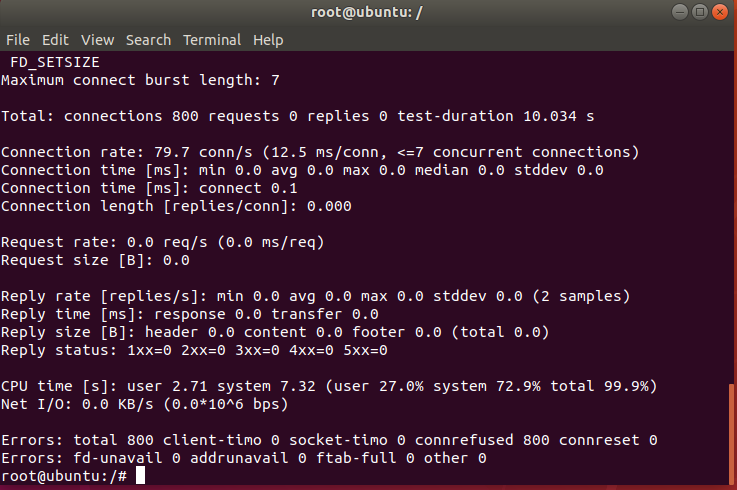 root@ubuntu: /
File Edit View Search Terminal Help
FD_SETSIZE
Maximum connect burst length: 7
Total: connections 800 requests 0 replies 0 test-duration 10.034 s
Connection rate: 79.7 conn/s (12.5 ms/conn, <=7 concurrent connections)
Connection time [ms]: min 0.0 avg 0.0 max 0.0 median 0.0 stddev 0.0
Connection time [ms]: connect 0.1
Connection length [replies/conn]: 0.000
Request rate: 0.0 req/s (0.0 ms/req)
Request size [B]: 0.0
Reply rate [replies/s]: min 0.0 avg 0.0 max 0.0 stddev 0.0 (2 samples)
Reply time [ms]: response 0.0 transfer 0.0
Reply size [B]: header 0.0 content 0.0 footer 0.0 (total 0.0)
Reply status: 1xx=0 2xx=0 3xx=0 4xx=0 5xx=0
CPU time [s]: user 2.71 system 7.32 (user 27.0% system 72.9% total 99.9%)
Net I/O: 0.0 KB/s (0.0*10^6 bps)
Errors: total 800 client-timo 0 socket-timo 0 connrefused 800 connreset 0
Errors: fd-unavail 0 addrunavail 0 ftab-full 0 other 0
root@ubuntu:/#